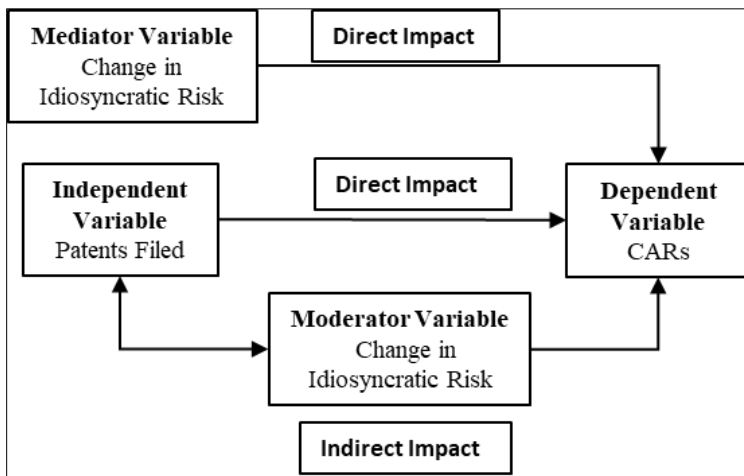 Mediator Variable
Change in
Idiosyncratic Risk
Direct Impact
Independent
Variable
Patents Filed
Direct Impact
Dependent
Variable
CARs
Moderator Variable
Change in
Idiosyncratic Risk
Indirect Impact